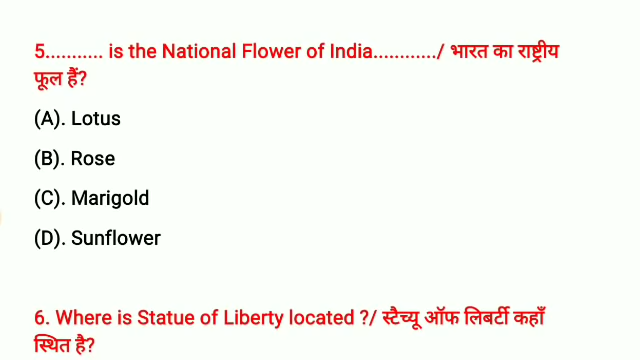 5........... is the National Flower of India............/ भारत का राष्ट्रीय
फूल हैं?
(A). Lotus
(B). Rose
(C). Marigold
(D). Sunflower
6. Where is Statue of Liberty located ?/ स्टैच्यू ऑफ लिबर्टी कहाँ
स्थित है?